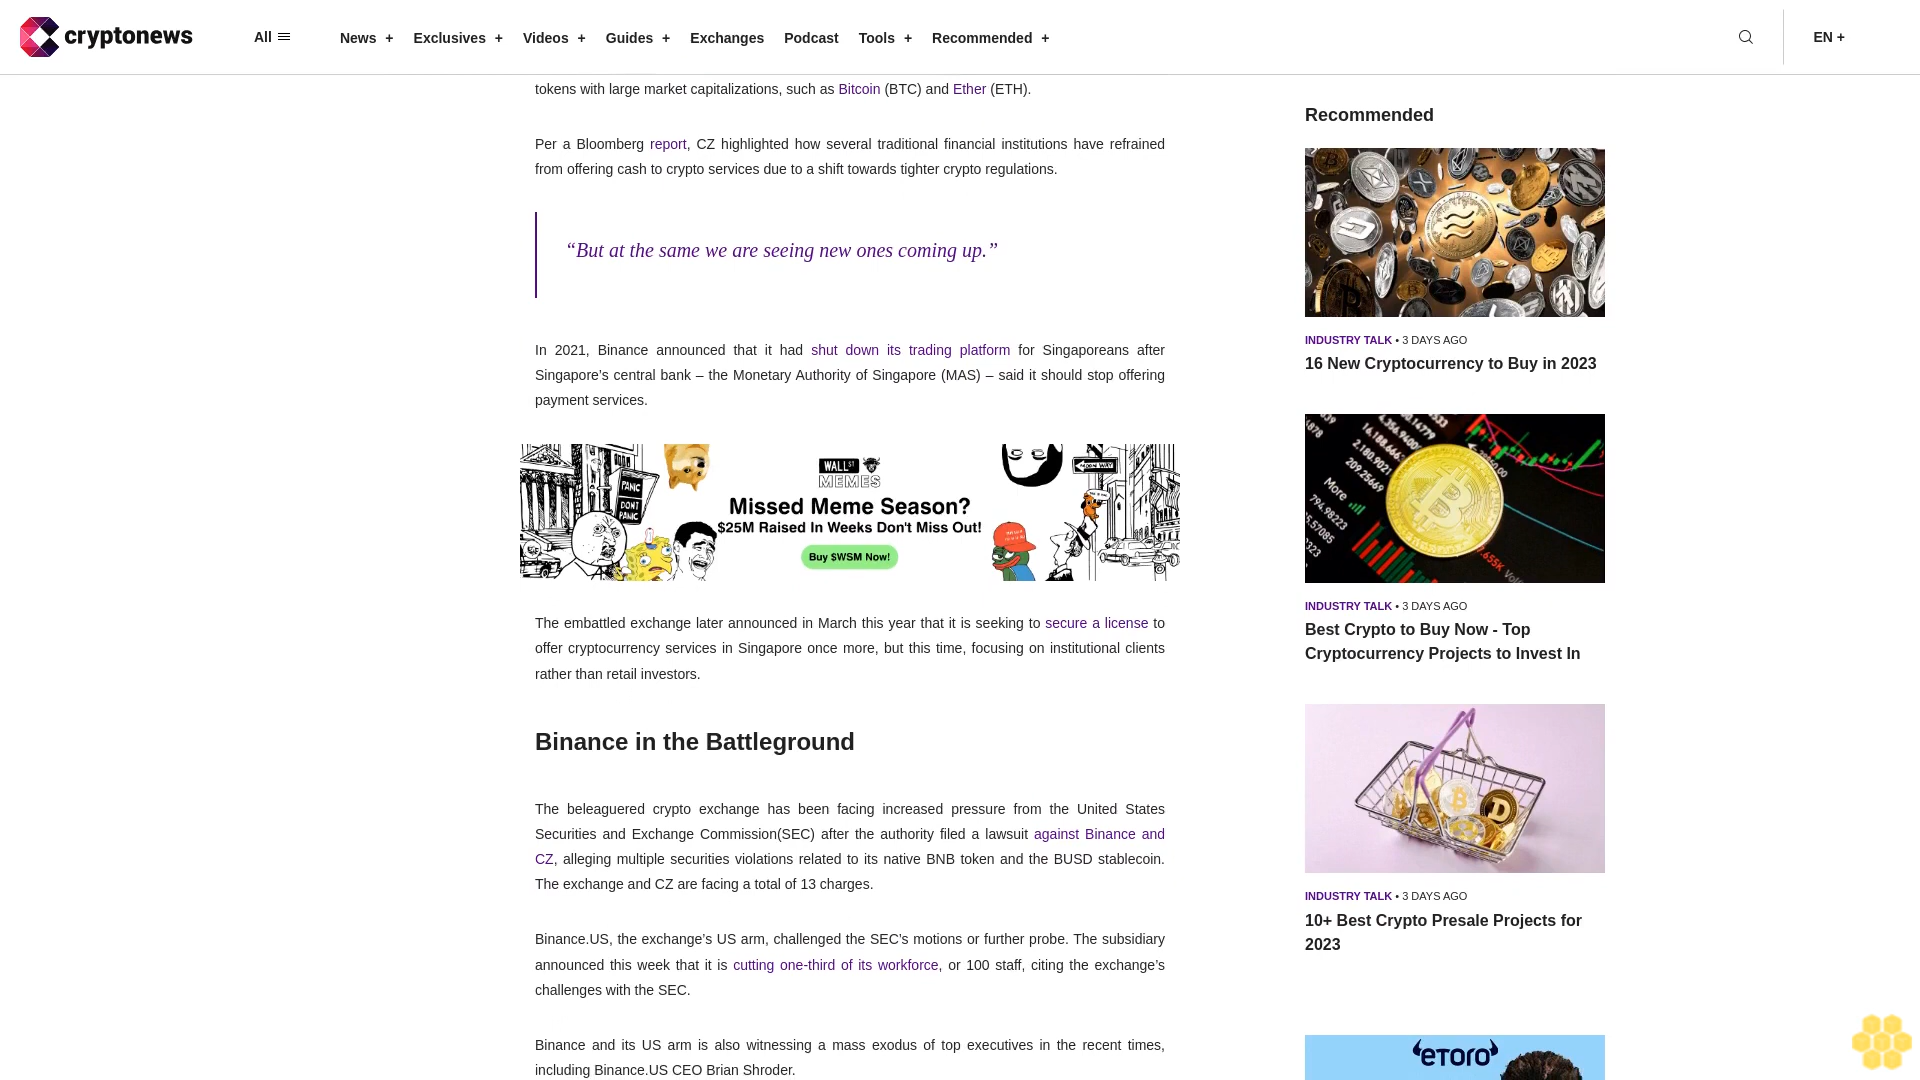 cryptonews
All
News +
Exclusives +
Videos +
Guides +
Exchanges
Podcast
Tools +
Recommended +
EN +
tokens with large market capitalizations, such as Bitcoin (BTC) and Ether (ETH).
Per a Bloomberg report, CZ highlighted how several traditional financial institutions have refrained
from offering cash to crypto services due to a shift towards tighter crypto regulations.
“But at the same we are seeing new ones coming up.”
In 2021, Binance announced that it had shut down its trading platform for Singaporeans after
Singapore’s central bank – the Monetary Authority of Singapore (MAS) – said it should stop offering
payment services.
PANIC
DONT
PANIC
WALL ST
MEMES
Missed Meme Season?
$25M Raised In Weeks Don't Miss Out!
Buy $WSM Now!
The embattled exchange later announced in March this year that it is seeking to secure a license to
offer cryptocurrency services in Singapore once more, but this time, focusing on institutional clients
rather than retail investors.
Binance in the Battleground
The beleaguered crypto exchange has been facing increased pressure from the United States
Securities and Exchange Commission(SEC) after the authority filed a lawsuit against Binance and
CZ, alleging multiple securities violations related to its native BNB token and the BUSD stablecoin.
The exchange and CZ are facing a total of 13 charges.
Binance.US, the exchange’s US arm, challenged the SEC’s motions or further probe. The subsidiary
announced this week that it is cutting one-third of its workforce, or 100 staff, citing the exchange’s
challenges with the SEC.
Binance and its US arm is also witnessing a mass exodus of top executives in the recent times,
including Binance.US CEO Brian Shroder.
Recommended
INDUSTRY TALK • 3 DAYS AGO
16 New Cryptocurrency to Buy in 2023
More
INDUSTRY TALK • 3 DAYS AGO
Best Crypto to Buy Now - Top
Cryptocurrency Projects to Invest In
INDUSTRY TALK • 3 DAYS AGO
10+ Best Crypto Presale Projects for
2023
eToro